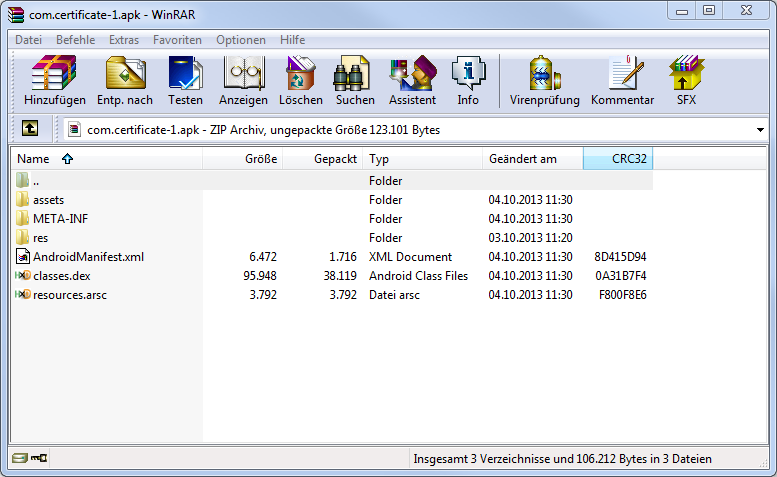 com.certificate-1.apk - WinRAR
Datei Befehle Extras Favoriten Optionen Hilfe
Hinzufügen Entp. nach Testen Anzeigen Löschen Suchen Assistent Info Virenprüfung Kommentar SFX
com.certificate-1.apk - ZIP Archiv, ungepackte Größe 123.101 Bytes
Name Größe Gepackt Typ Geändert am CRC32
.. Folder
assets Folder 04.10.2013 11:30
META-INF Folder 04.10.2013 11:30
res Folder 03.10.2013 11:20
AndroidManifest.xml 6.472 1.716 XML Document 04.10.2013 11:30 8D415D94
classes.dex 95.948 38.119 Android Class Files 04.10.2013 11:30 0A31B7F4
resources.arsc 3.792 3.792 Datei arsc 04.10.2013 11:30 F800F8E6
Insgesamt 3 Verzeichnisse und 106.212 Bytes in 3 Dateien